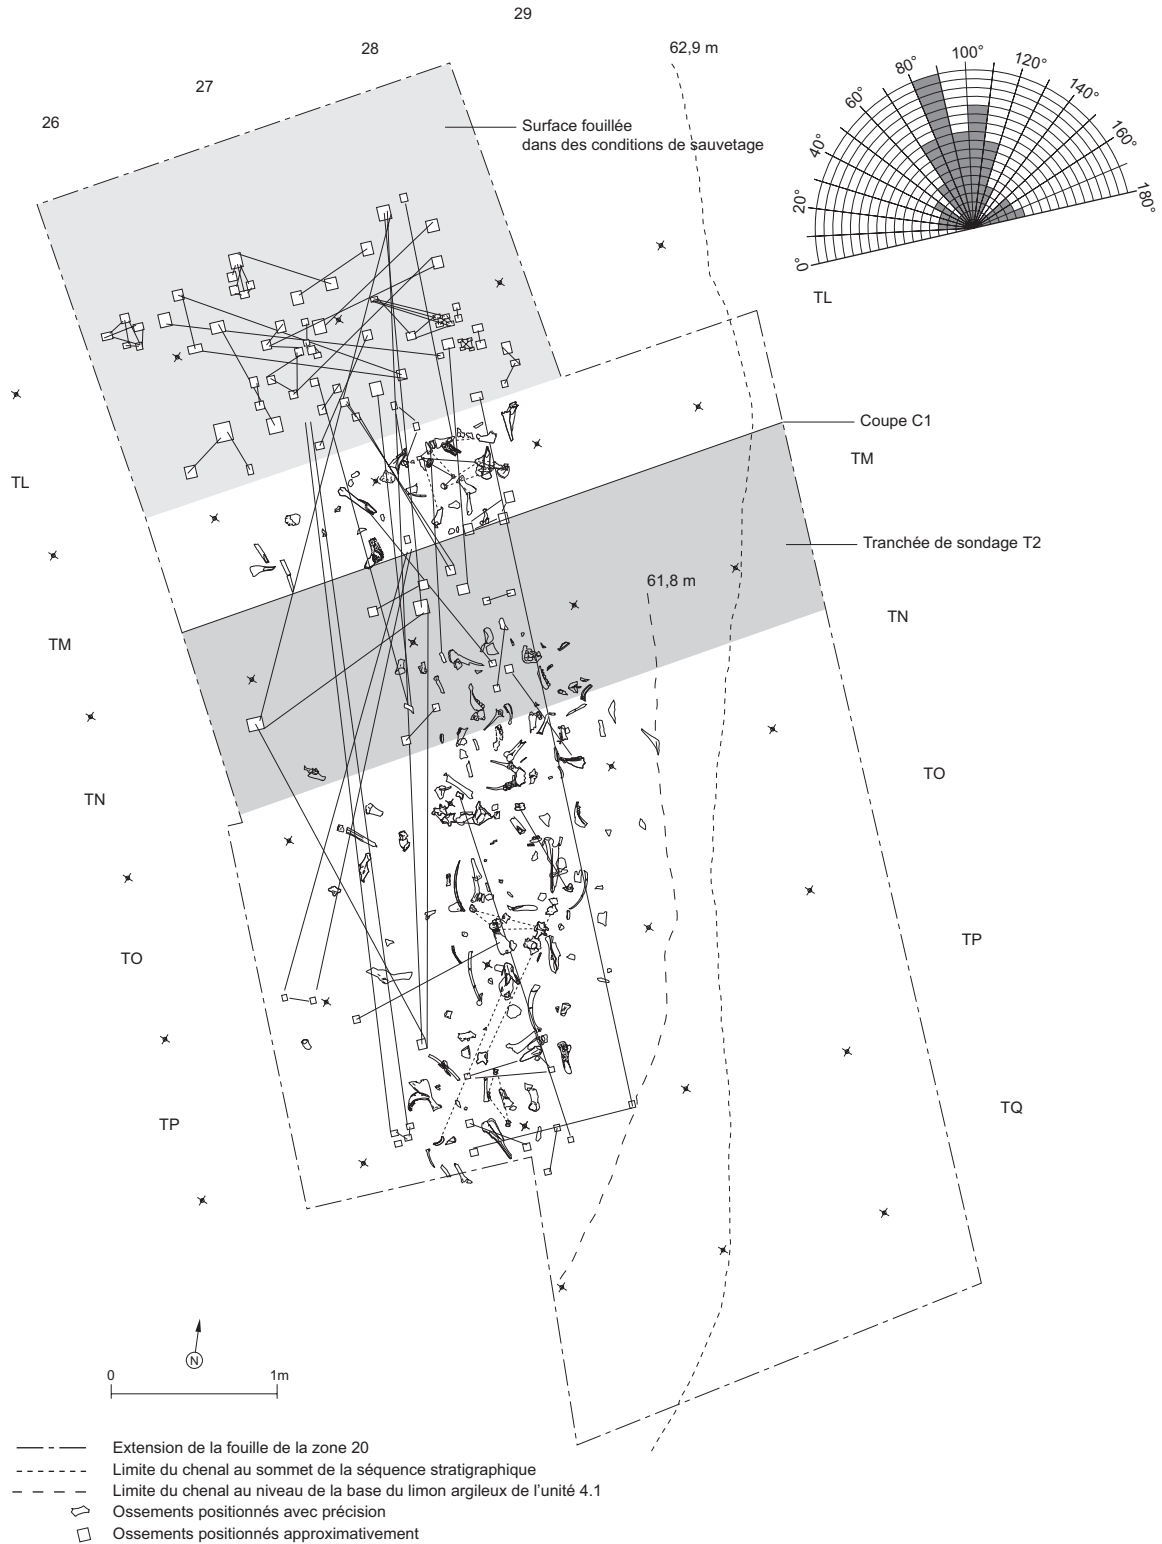 29
28
27
26
62,9 m
Surface fouillée
dans des conditions de sauvetage
0°
20°
40°
60°
80°
100°
120°
140°
160°
180°
TL
Coupe C1
TM
TL
Tranchée de sondage T2
61,8 m
TN
TM
TO
TN
TP
TO
TQ
TP
N
0
1m
Extension de la fouille de la zone 20
Limite du chenal au sommet de la séquence stratigraphique
Limite du chenal au niveau de la base du limon argileux de l’unité 4.1
Ossements positionnés avec précision
Ossements positionnés approximativement